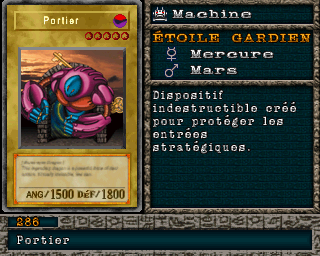 Portier
ANG/1500 DÉF/1800
Machine
ÉTOILE GARDIEN
Mercure
Mars
Dispositif
indestructible créé
pour protéger les
entrées
stratégiques.
286
Portier